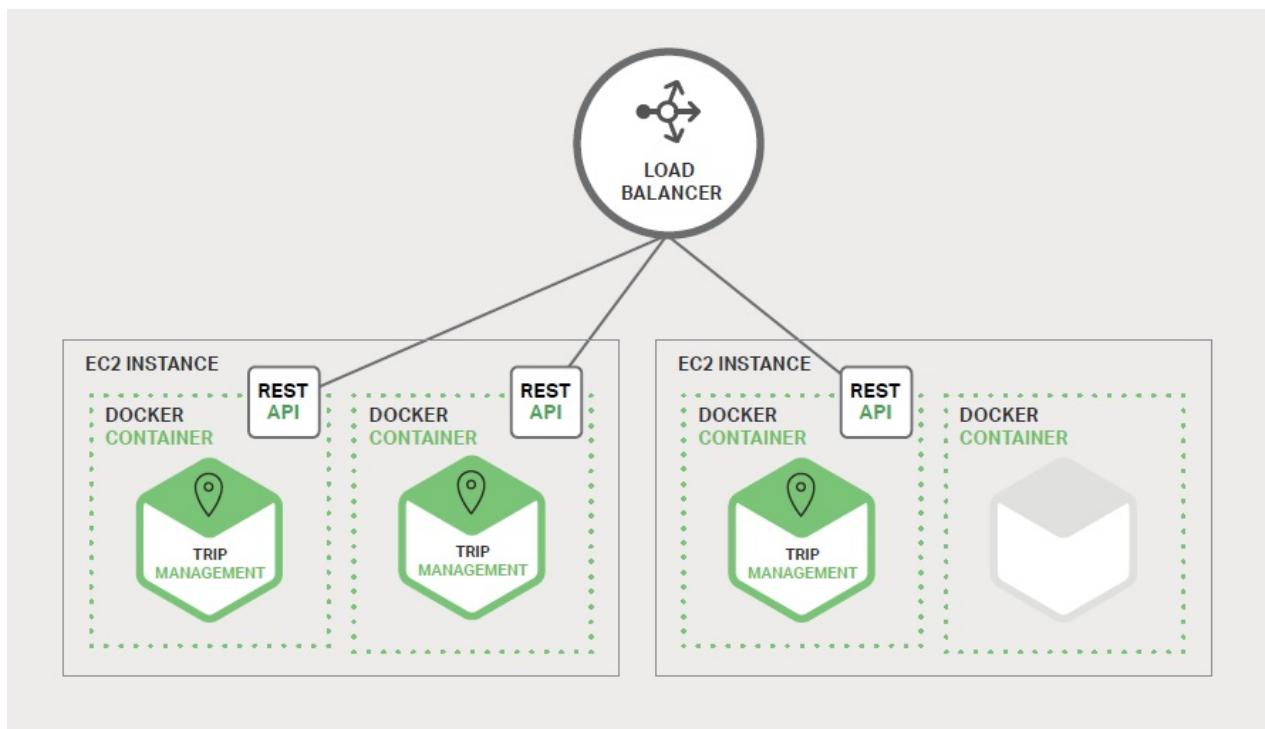 LOAD
BALANCER
EC2 INSTANCE
REST
API
DOCKER
CONTAINER
TRIP
MANAGEMENT
REST
API
DOCKER
CONTAINER
TRIP
MANAGEMENT
EC2 INSTANCE
REST
API
DOCKER
CONTAINER
TRIP
MANAGEMENT
DOCKER
CONTAINER